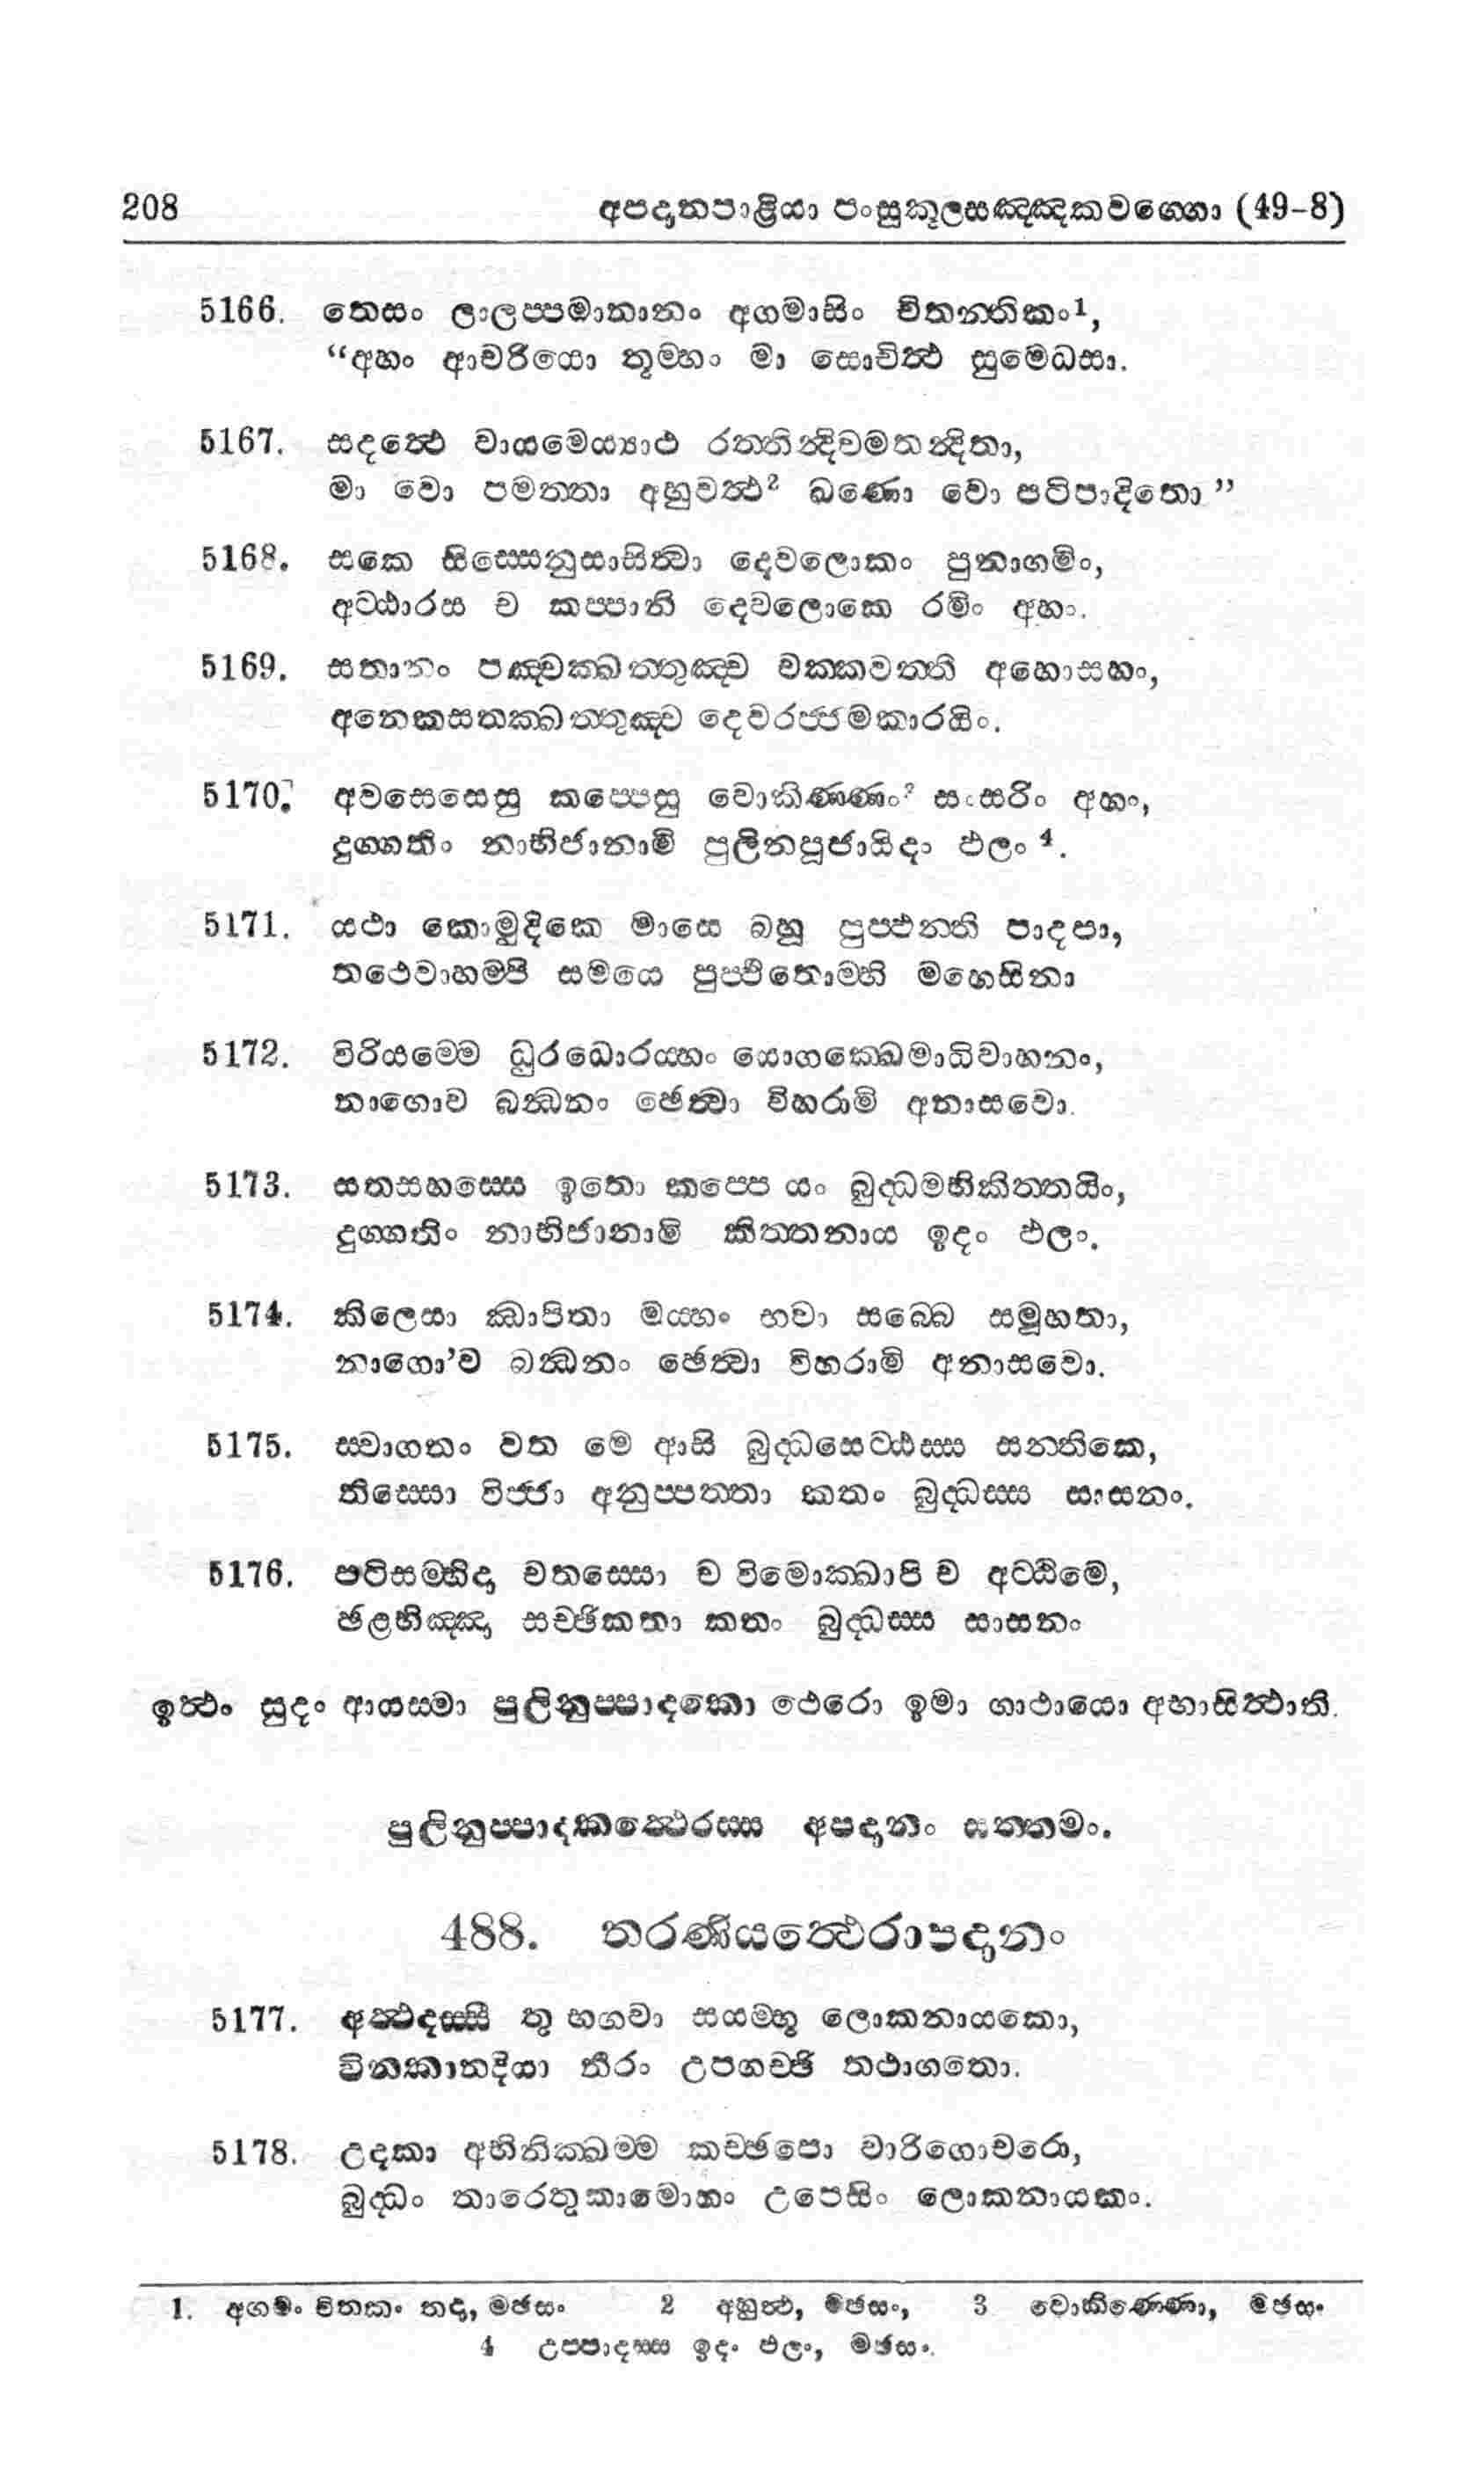 208 අපදානපාළියා පංසුකූලසඤ්ඤකවග්ගො (49-8)
5166. තෙසං ලාලප්පමානානං අගමාසිං චිතන්තිකං1,
“අහං ආචරියො තූම්හං මා සොචිත්ථ සුමෙධසා.
5167. සදත්ථෙ වායමෙය්‍යාථ රත්තින්දිවමතන්දිතා,
මා වො පමත්තා අහුවත්ථ2 ඛණො වො පටිපාදිතො”
5168. සකෙ සිස්සෙනුසාසිත්වා දෙවලොකං පුනාගමිං,
අට්ඨාරස ච කප්පානි දෙවලොකෙ රමිං අහං.
5169. සතානං පඤ්චක්ඛත්තුඤ්ච චක්කවත්ති අහොසහං,
අනෙකසතක්ඛත්තුඤ්ච දෙවරජ්ජමකාරයිං.
5170. අවසෙසෙසු කප්පෙසු වොකිණ්ණං3 සංසරිං අහං,
දුග්ගතිං නාභිජානාමි පුලිනපූජායිදං ඵලං 4.
5171. යථා කොමුදිකෙ මාසෙ බහූ පුප්ඵන්ති පාදපා,
තථෙවාහම්පි සමයෙ පුප්ඵිතොම්හි මහෙසිනා
5172. විරියම්මෙ ධුරධොරය්හං යොගක්ඛෙමාධිවාහනං,
නාගොව බන්ධනං ඡෙත්වා විහරාමි අනාසවො.
5173. සතසහස්සෙ ඉතො කප්පෙ යං බුද්ධමභිකිත්තයිං,
දුග්ගතිං නාභිජානාමි කිත්තනාය ඉදං ඵලං.
5174. කිලෙසා ඣාපිතා මය්හං භවා සබ්බෙ සමූහතා,
නාගො’ව බන්ධනං ඡෙත්වා විහරාමි අනාසවො.
5175. ස්වාගතං වත මෙ ආසි බුද්ධසෙට්ඨස්ස සන්තිකෙ,
තිස්සො විජ්ජා අනුප්පත්තා කතං බුද්ධස්ස සාසනං.
5176. පටිසම්භිදා චතස්සො ච විමොක්ඛාපි ච අට්ඨිමෙ,
ඡළභිඤ්ඤා සච්ඡිකතා කතං බුද්ධස්ස සාසනං
ඉත්ථං සුදං ආයස්මා පුලිනුප්පාදකො ථෙරො ඉමා ගාථායො අභාසිත්ථාති.
පුලිනුප්පාදකත්ථෙරස්ස අපදානං සත්තමං.
488. තරණියත්ථෙරාපදානං
5177. අත්ථදස්සී තු භගවා සයම්භූ ලොකනායකො,
විනකානදියා තීරං උපගච්ඡි තථාගතො.
5178. උදකා අභිනික්ඛම්ම කච්ඡපො වාරිගොචරො,
බුද්ධං තාරෙතුකාමොහං උපෙසිං ලොකනායකං.
1. අගමං චිතකං තදා, මඡසං 2 අහුත්ථ, මඡසං, 3 වොකිණ්ණො, මඡසං
4 උප්පාදස්ස ඉදං ඵලං, මඡසං.